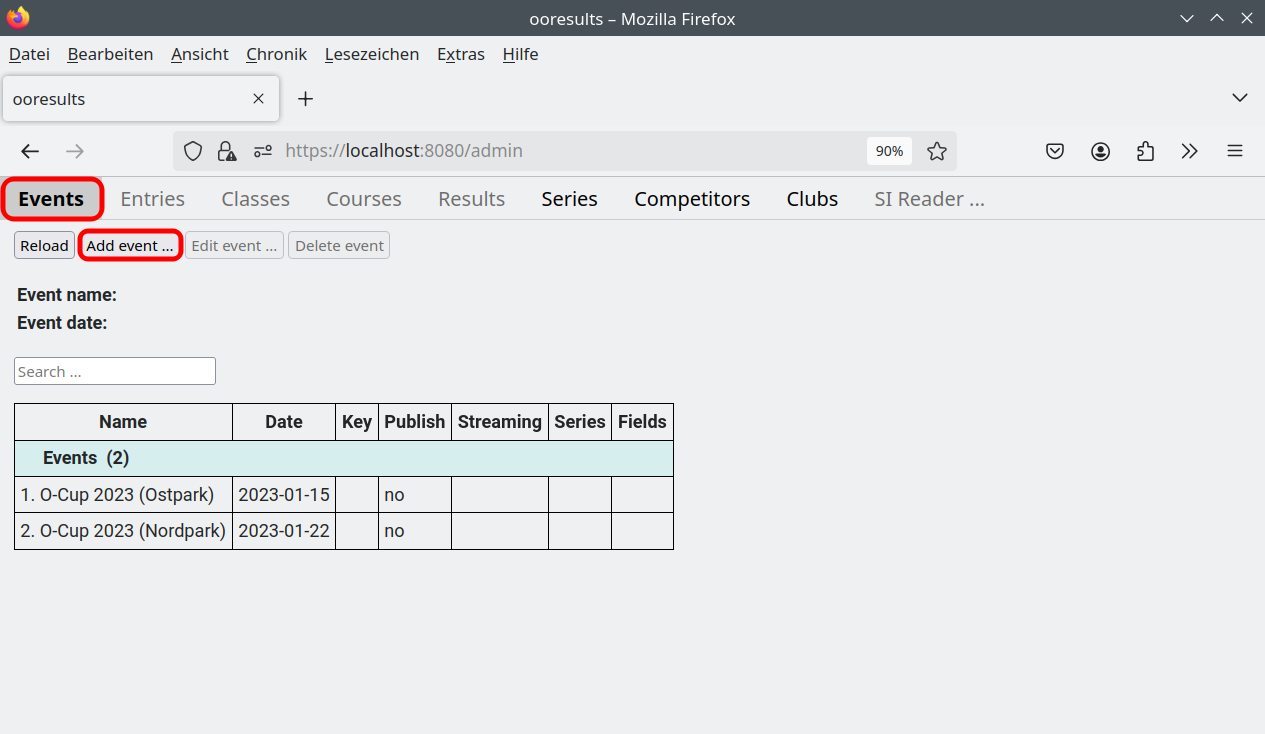 ooresults – Mozilla Firefox
Datei Bearbeiten Ansicht Chronik Lesezeichen Extras Hilfe
ooresults
https://localhost:8080/admin 90%
Events Entries Classes Courses Results Series Competitors Clubs SI Reader ...
Reload Add event ... Edit event ... Delete event
Event name:
Event date:
Search ...
Name Date Key Publish Streaming Series Fields
Events (2)
1. O-Cup 2023 (Ostpark) 2023-01-15 no
2. O-Cup 2023 (Nordpark) 2023-01-22 no